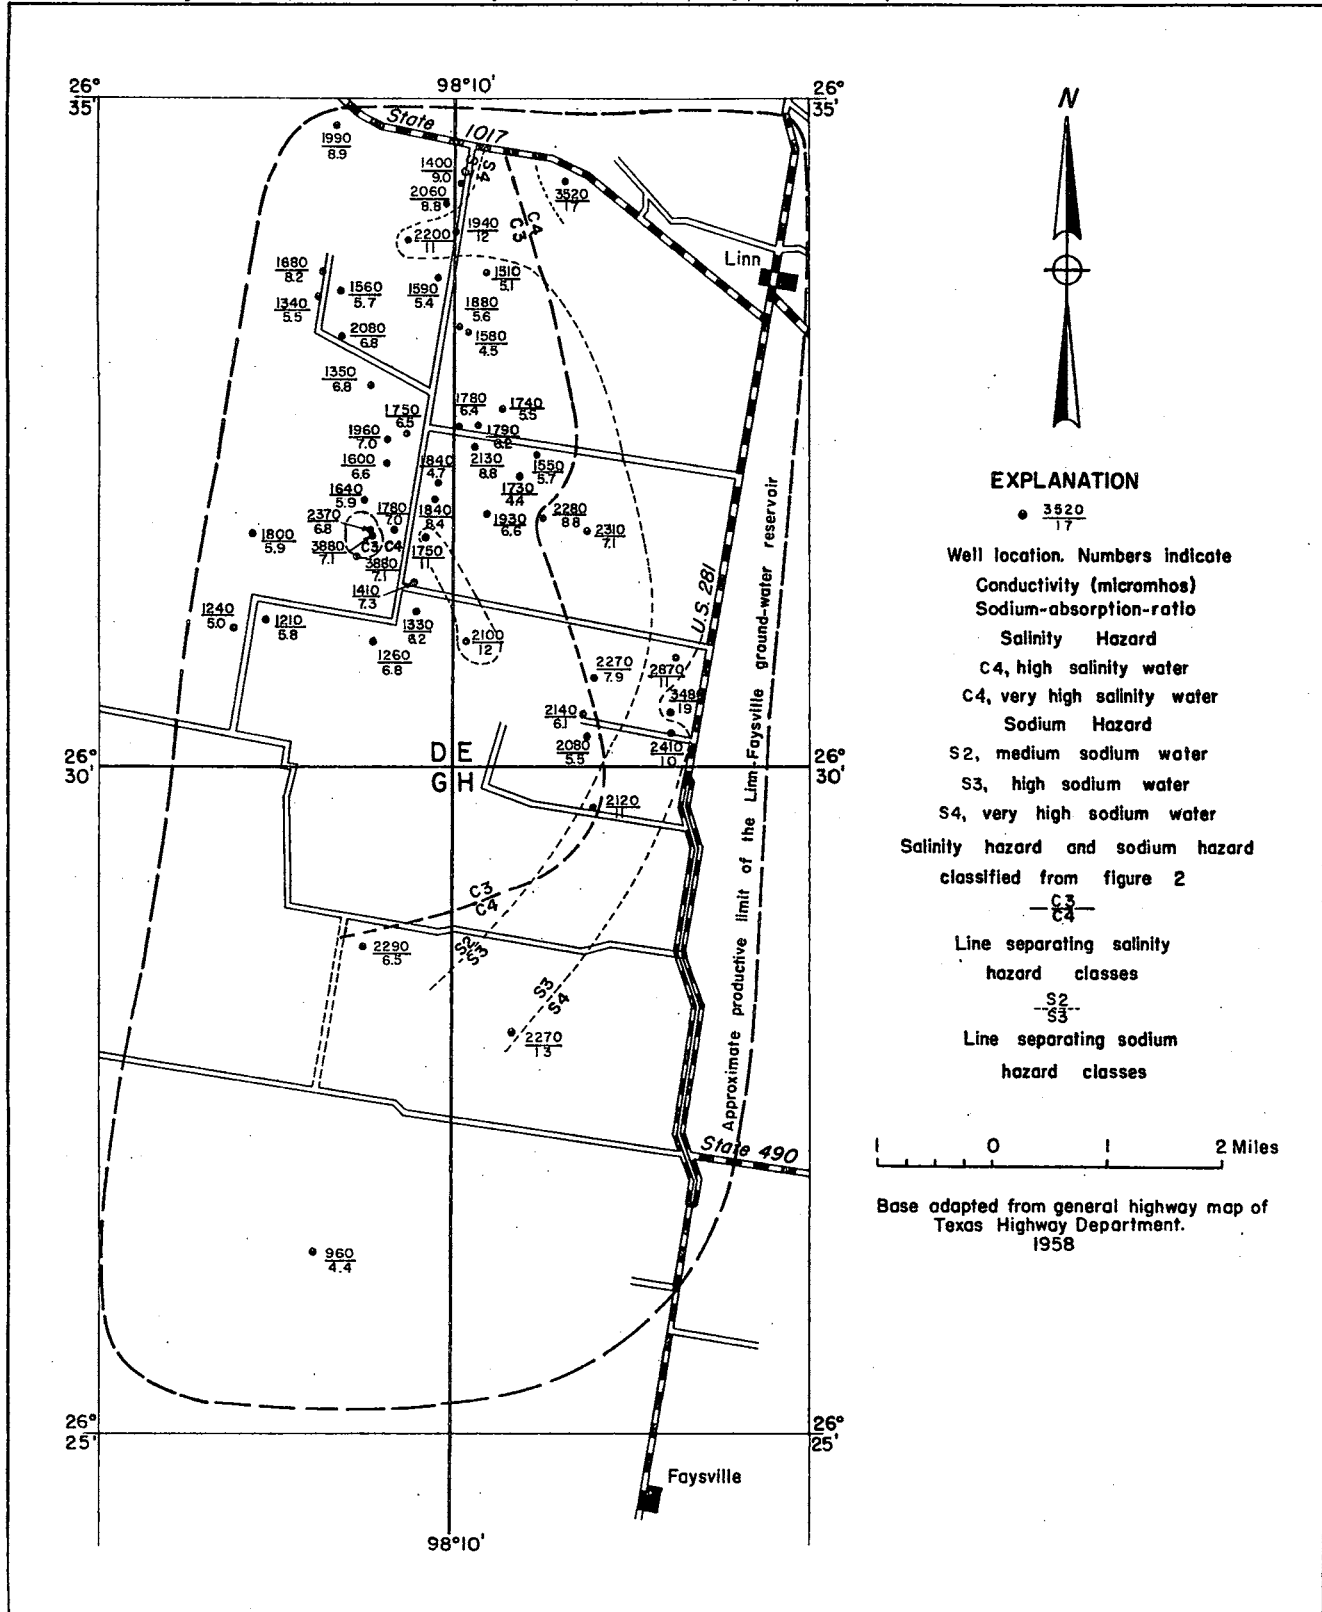 26°
35'
98°10'
26°
35'
State
1017
N
1990
8.9
1400
9.0
S3
S4
2060
8.8
3520
17
C4
C3
1940
12
2200
11
Linn
1680
8.2
1510
5.1
1560
5.7
1590
5.4
1340
5.5
1880
5.6
1580
4.5
2080
6.8
1350
6.8
1780
6.4
1740
5.5
1750
6.5
1790
6.2
1960
7.0
2130
8.8
1550
5.7
1600
6.6
1840
4.7
1730
4.4
1640
5.9
1780
7.0
1840
8.4
1930
6.6
2280
8.8
2310
7.1
2370
6.8
1800
5.9
C3 C4
1750
11
3880
7.1
3880
7.1
1410
7.3
U.S. 281
1240
5.0
1210
5.8
1330
6.2
1260
6.8
2100
12
2270
7.9
2870
11
3480
19
2140
6.1
2080
5.5
2410
10
D E
G H
26°
30'
26°
30'
2120
11
C3
C4
2290
6.5
S2
S3
S3
S4
2270
13
Approximate productive limit of the Linn-Faysville ground-water reservoir
State 490
960
4.4
26°
25'
26°
25'
Faysville
98°10'
EXPLANATION
3520
17
Well location. Numbers indicate
Conductivity (micromhos)
Sodium-absorption-ratio
Salinity Hazard
C4, high salinity water
C4, very high salinity water
Sodium Hazard
S2, medium sodium water
S3, high sodium water
S4, very high sodium water
Salinity hazard and sodium hazard
classified from figure 2
C3
C4
Line separating salinity
hazard classes
S2
S3
Line separating sodium
hazard classes
1 0 1 2 Miles
Base adapted from general highway map of
Texas Highway Department.
1958